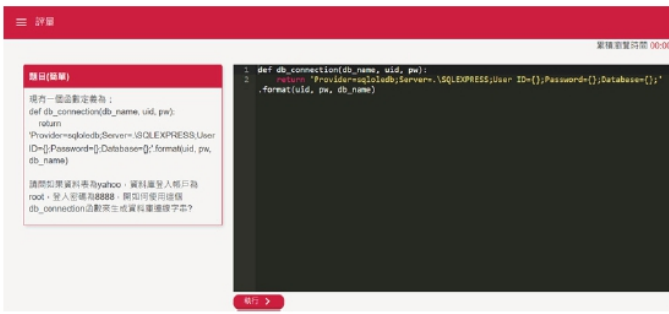 評量
累積瀏覽時間 00:00
題目(簡單)
現有一個函數定義為：
def db_connection(db_name, uid, pw):
return
'Provider=sqloledb;Server=.\SQLEXPRESS;User
ID={};Password={};Database={};'.format(uid, pw,
db_name)
請問如果資料表為yahoo，資料庫登入帳戶為
root，登入密碼為8888，問如何使用這個
db_connection函數來生成資料庫連線字串?
1 def db_connection(db_name, uid, pw):
2 return 'Provider=sqloledb;Server=.\SQLEXPRESS;User ID={};Password={};Database={};'
.format(uid, pw, db_name)
執行